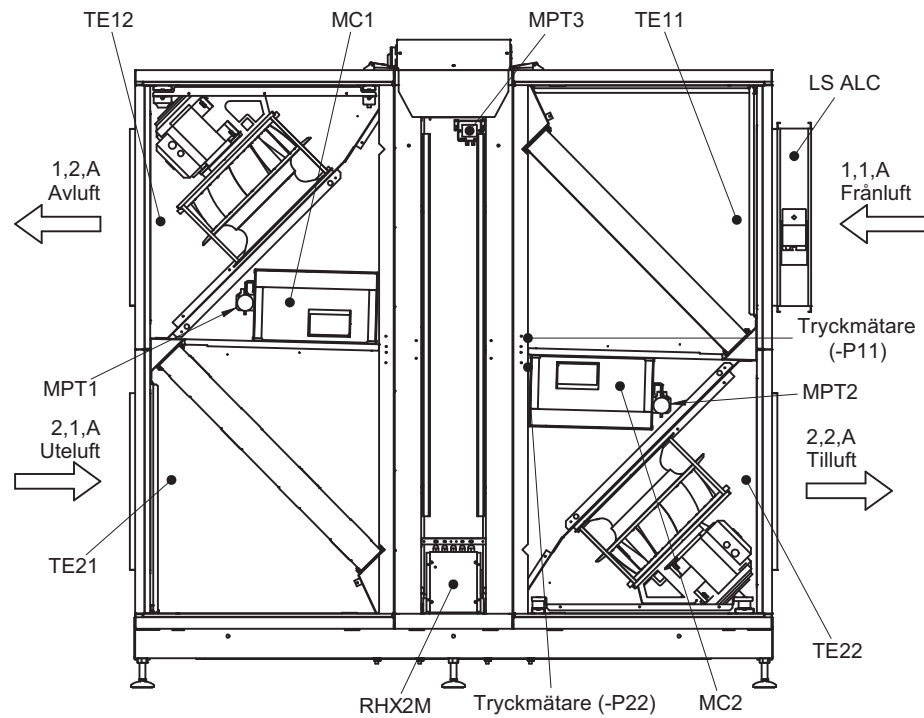 TE12
MC1
MPT3
TE11
LS ALC
1,2,A
Avluft
1,1,A
Frånluft
Tryckmätare
(-P11)
MPT1
MPT2
2,1,A
Uteluft
2,2,A
Tilluft
TE21
TE22
RHX2M
Tryckmätare (-P22)
MC2